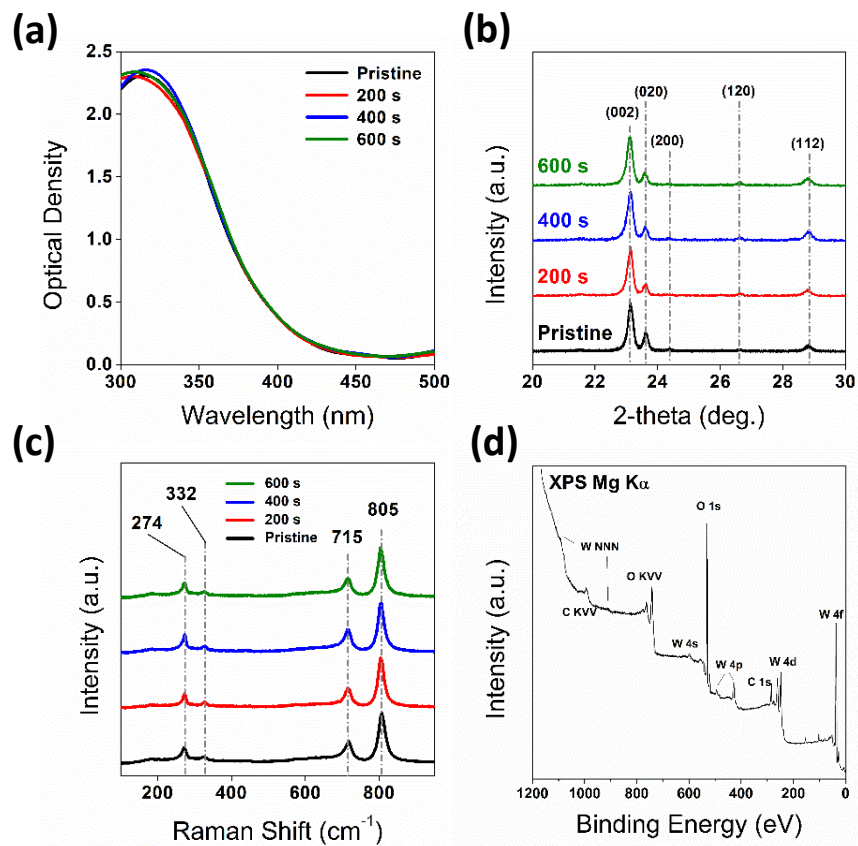 (a)
2.5
2.0
1.5
1.0
0.5
0.0
Optical Density
Pristine
200 s
400 s
600 s
300 350 400 450 500
Wavelength (nm)
(b)
Intensity (a.u.)
(002)
(020)
(200)
(120)
(112)
600 s
400 s
200 s
Pristine
20 22 24 26 28 30
2-theta (deg.)
(c)
Intensity (a.u.)
600 s
400 s
200 s
Pristine
274
332
715
805
200 400 600 800
Raman Shift (cm⁻¹)
(d)
Intensity (a.u.)
XPS Mg Kα
O 1s
W NNN
O KVV
C KVV
W 4f
W 4s
W 4p
W 4d
C 1s
1200 1000 800 600 400 200 0
Binding Energy (eV)